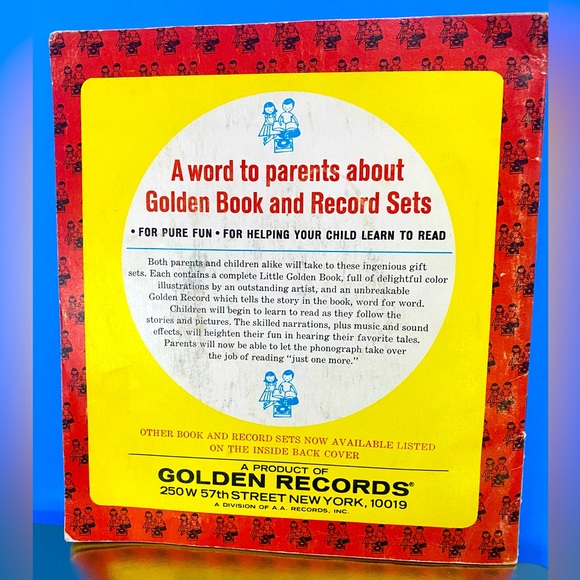 A word to parents about
Golden Book and Record Sets
• FOR PURE FUN • FOR HELPING YOUR CHILD LEARN TO READ
Both parents and children alike will take to these ingenious gift
sets. Each contains a complete Little Golden Book, full of delightful color
illustrations by an outstanding artist, and an unbreakable
Golden Record which tells the story in the book, word for word.
Children will begin to learn to read as they follow the
stories and pictures. The skilled narrations, plus music and sound
effects, will heighten their fun in hearing their favorite tales.
Parents will now be able to let the phonograph take over
the job of reading "just one more."
OTHER BOOK AND RECORD SETS NOW AVAILABLE LISTED
ON THE INSIDE BACK COVER
A PRODUCT OF
GOLDEN RECORDS®
250 W 57th STREET NEW YORK, 10019
A DIVISION OF A.A. RECORDS, INC.